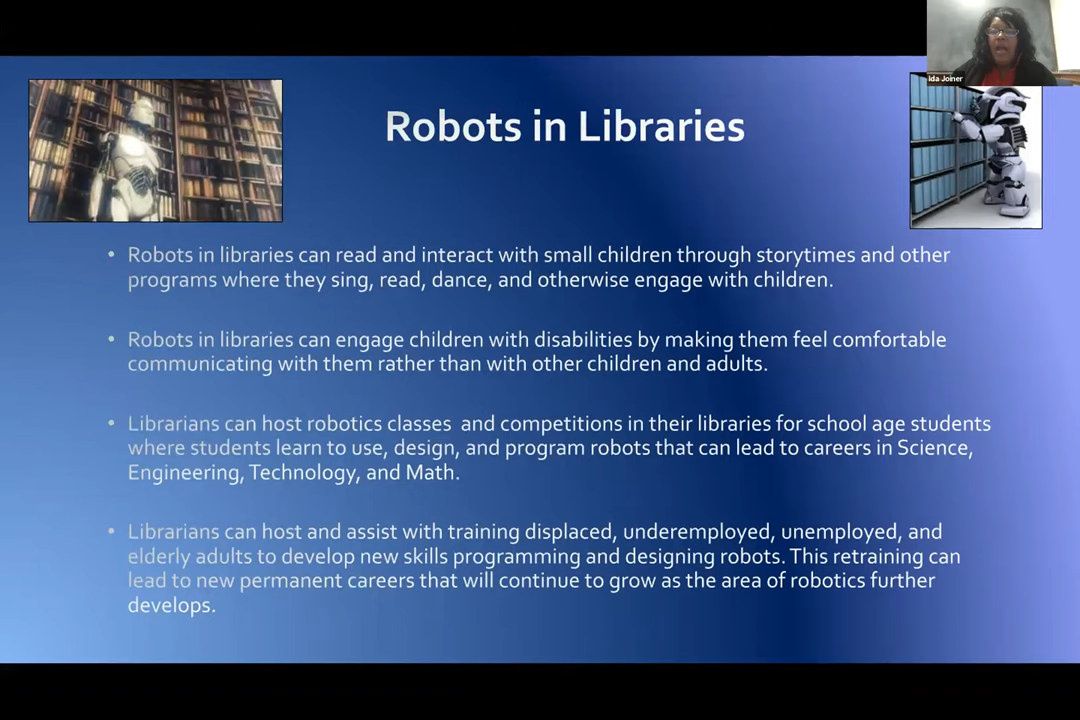 Ida Joiner
Robots in Libraries
• Robots in libraries can read and interact with small children through storytimes and other
programs where they sing, read, dance, and otherwise engage with children.
• Robots in libraries can engage children with disabilities by making them feel comfortable
communicating with them rather than with other children and adults.
• Librarians can host robotics classes  and competitions in their libraries for school age students
where students learn to use, design, and program robots that can lead to careers in Science,
Engineering, Technology, and Math.
• Librarians can host and assist with training displaced, underemployed, unemployed, and
elderly adults to develop new skills programming and designing robots. This retraining can
lead to new permanent careers that will continue to grow as the area of robotics further
develops.